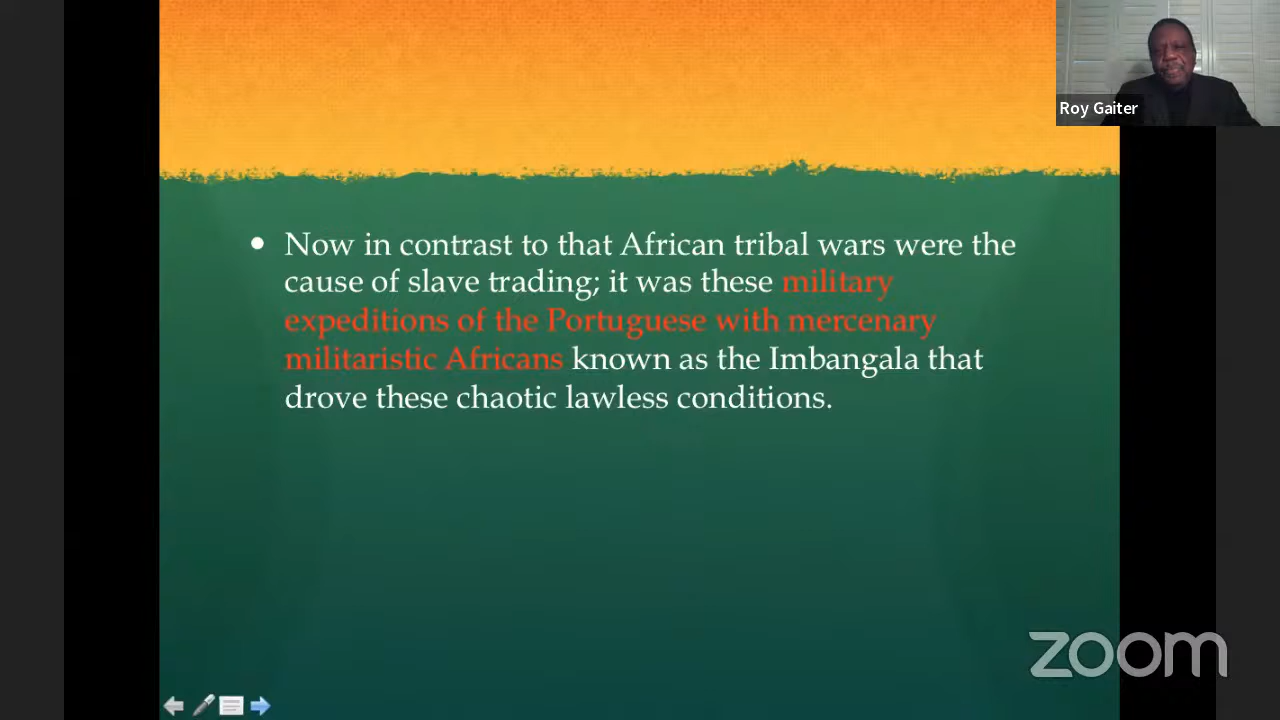 Roy Gaiter
• Now in contrast to that African tribal wars were the
cause of slave trading; it was these military
expeditions of the Portuguese with mercenary
militaristic Africans known as the Imbangala that
drove these chaotic lawless conditions.
zoom